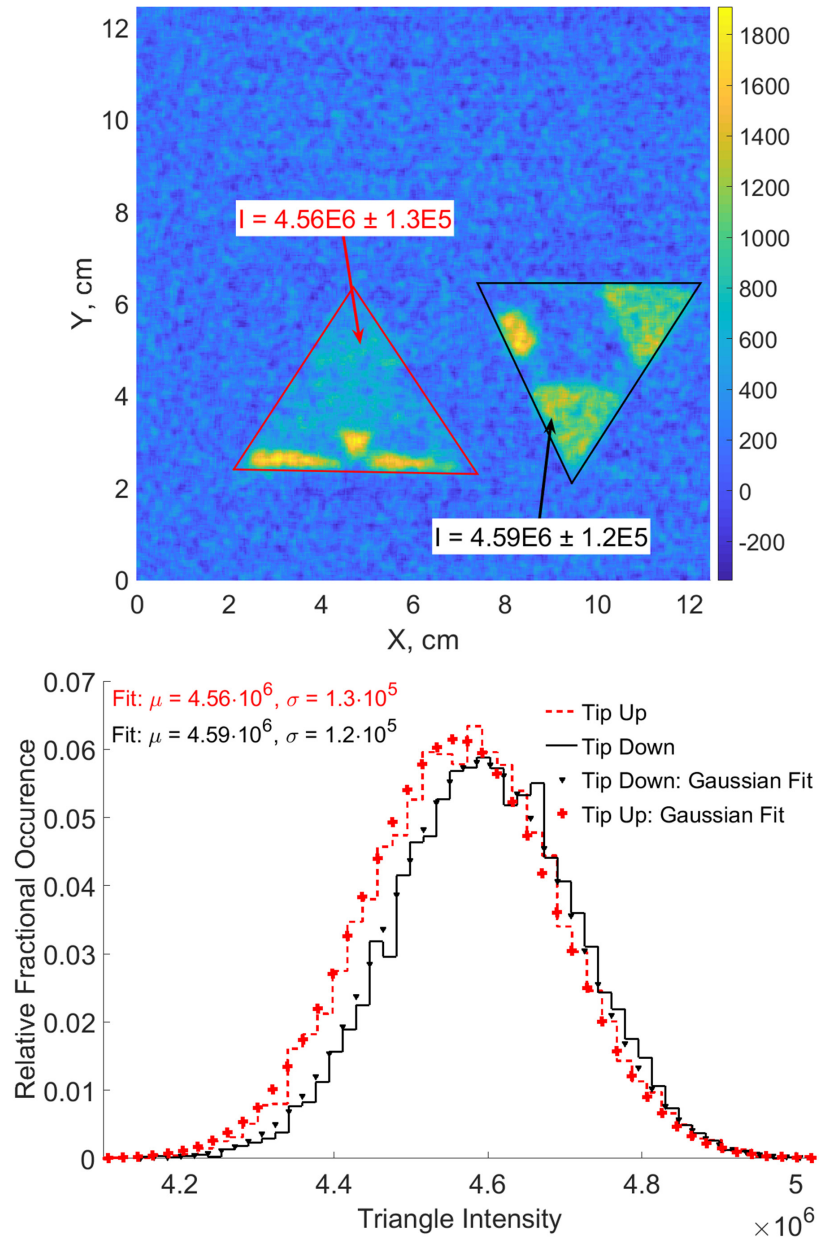 12
10
8
6
4
2
0
Y, cm
I = 4.56E6 ± 1.3E5
I = 4.59E6 ± 1.2E5
1800
1600
1400
1200
1000
800
600
400
200
0
-200
0 2 4 6 8 10 12
X, cm
0.07
0.06
0.05
0.04
0.03
0.02
0.01
0
Relative Fractional Occurence
Fit: μ = 4.56·10⁶, σ = 1.3·10⁵
Fit: μ = 4.59·10⁶, σ = 1.2·10⁵
Tip Up
Tip Down
Tip Down: Gaussian Fit
Tip Up: Gaussian Fit
4.2 4.4 4.6 4.8 5
Triangle Intensity
×10⁶